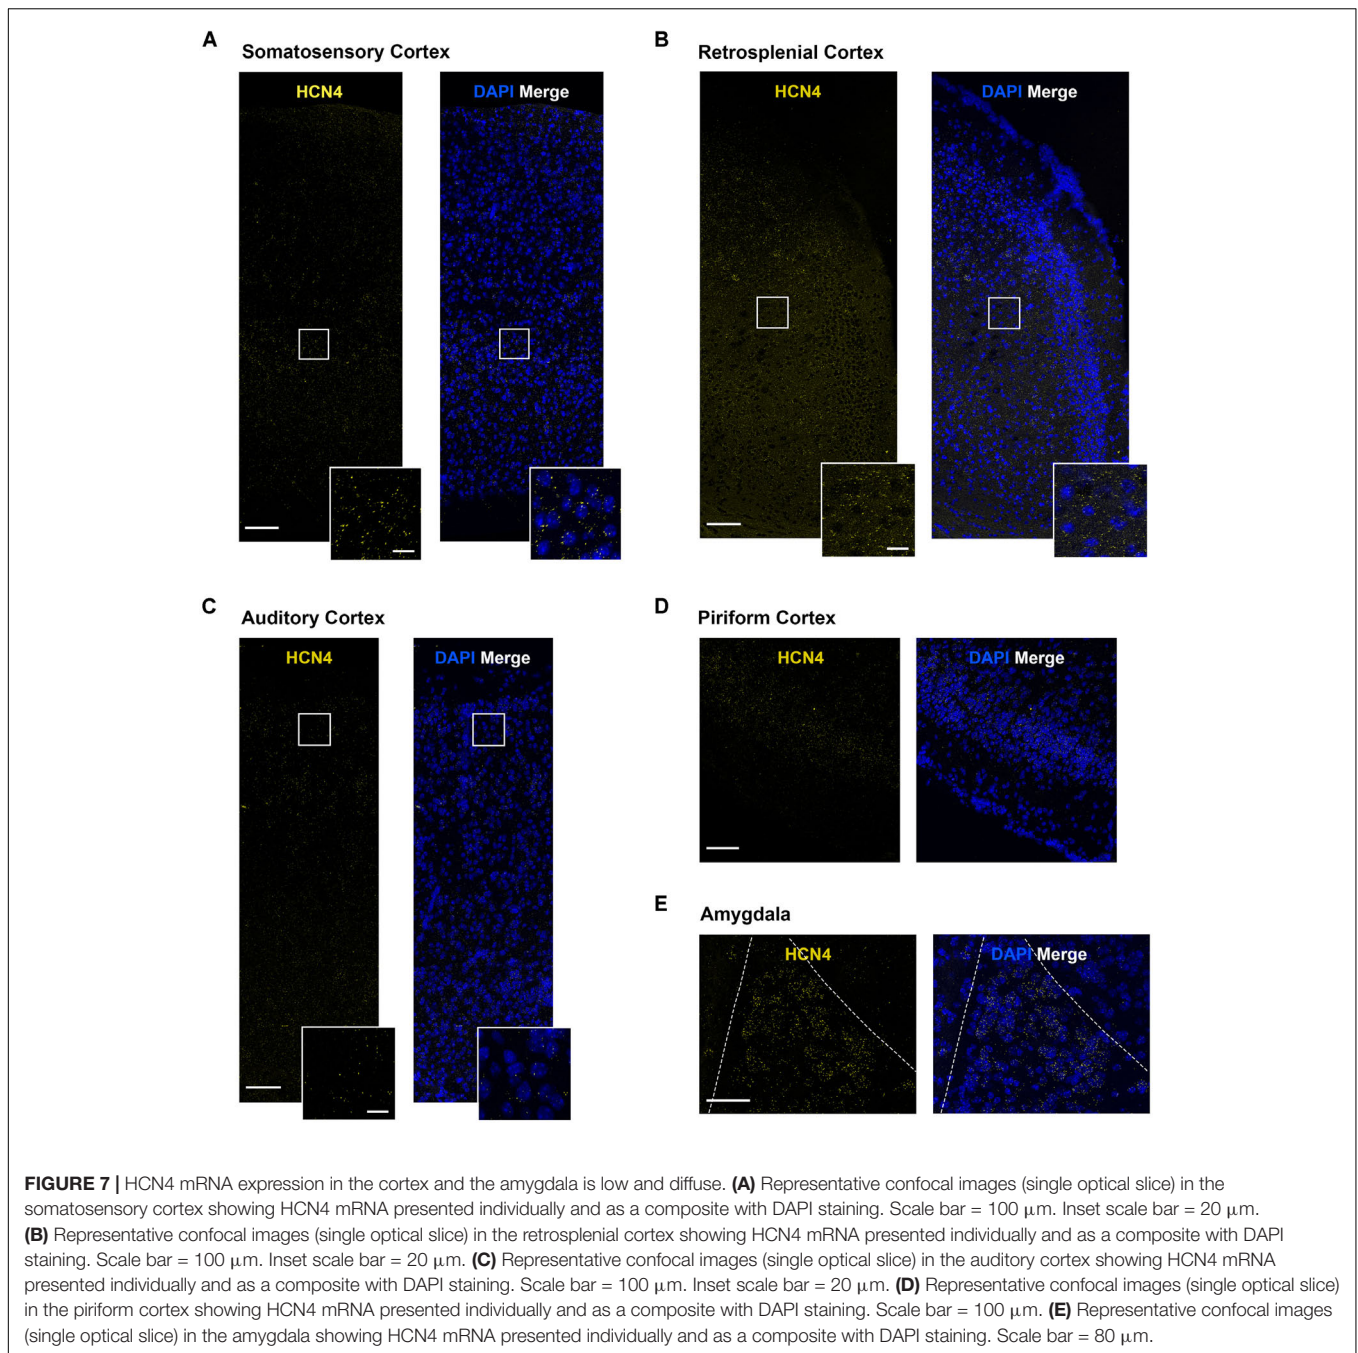 A Somatosensory Cortex
HCN4
DAPI Merge
B Retrosplenial Cortex
HCN4
DAPI Merge
C Auditory Cortex
HCN4
DAPI Merge
D Piriform Cortex
HCN4
DAPI Merge
E Amygdala
HCN4
DAPI Merge
FIGURE 7 | HCN4 mRNA expression in the cortex and the amygdala is low and diffuse. (A) Representative confocal images (single optical slice) in the
somatosensory cortex showing HCN4 mRNA presented individually and as a composite with DAPI staining. Scale bar = 100 μm. Inset scale bar = 20 μm.
(B) Representative confocal images (single optical slice) in the retrosplenial cortex showing HCN4 mRNA presented individually and as a composite with DAPI
staining. Scale bar = 100 μm. Inset scale bar = 20 μm. (C) Representative confocal images (single optical slice) in the auditory cortex showing HCN4 mRNA
presented individually and as a composite with DAPI staining. Scale bar = 100 μm. Inset scale bar = 20 μm. (D) Representative confocal images (single optical slice)
in the piriform cortex showing HCN4 mRNA presented individually and as a composite with DAPI staining. Scale bar = 100 μm. (E) Representative confocal images
(single optical slice) in the amygdala showing HCN4 mRNA presented individually and as a composite with DAPI staining. Scale bar = 80 μm.